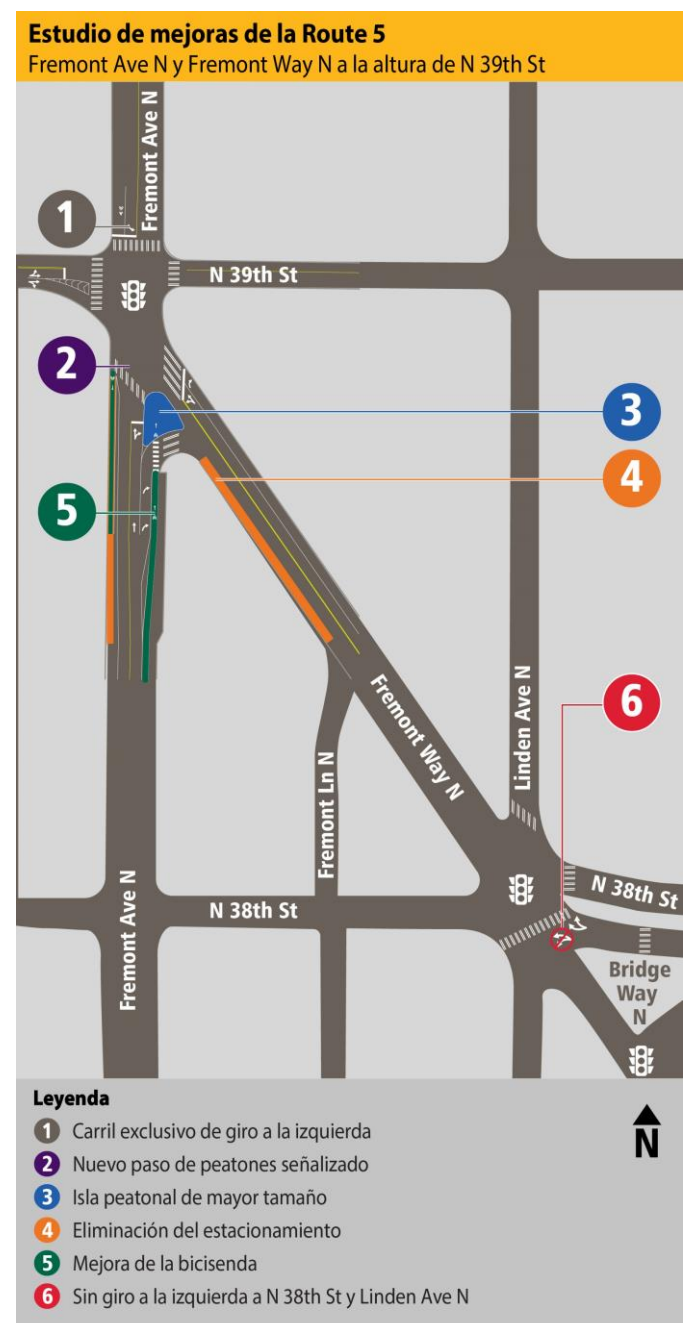 Estudio de mejoras de la Route 5
Fremont Ave N y Fremont Way N a la altura de N 39th St
Fremont Ave N
1
N 39th St
2
3
4
5
6
Fremont Way N
Linden Ave N
Fremont Ln N
N 38th St
N 38th St
Fremont Ave N
Bridge
Way
N
Leyenda
1 Carril exclusivo de giro a la izquierda
2 Nuevo paso de peatones señalizado
3 Isla peatonal de mayor tamaño
4 Eliminación del estacionamiento
5 Mejora de la bicisenda
6 Sin giro a la izquierda a N 38th St y Linden Ave N
N